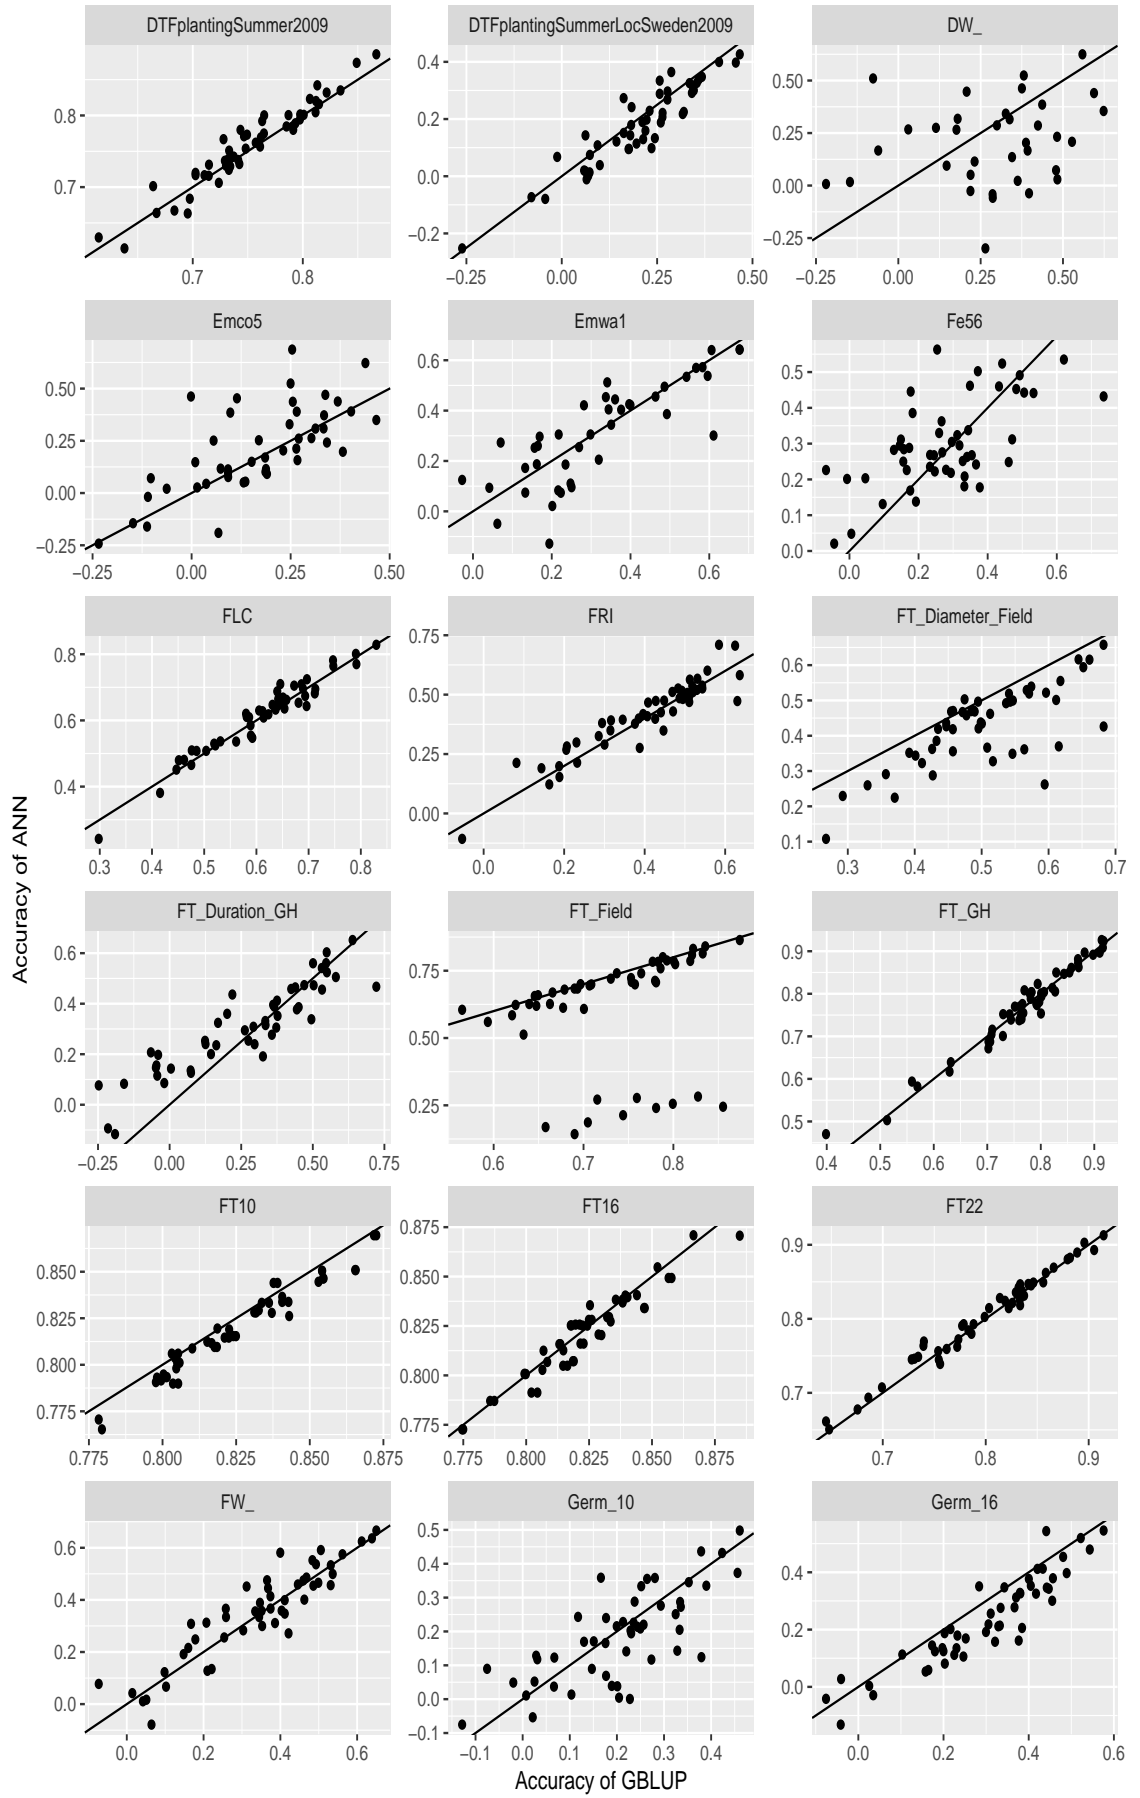 DTFplantingSummer2009
DTFplantingSummerLocSweden2009
DW_
0.8
0.7
0.7 0.8
0.4
0.2
0.0
−0.2
−0.25 0.00 0.25 0.50
0.50
0.25
0.00
−0.25
−0.25 0.00 0.25 0.50
Emco5
Emwa1
Fe56
0.50
0.25
0.00
−0.25
−0.25 0.00 0.25 0.50
0.6
0.4
0.2
0.0
0.0 0.2 0.4 0.6
0.5
0.4
0.3
0.2
0.1
0.0
0.0 0.2 0.4 0.6
FLC
FRI
FT_Diameter_Field
0.8
0.6
0.4
0.3 0.4 0.5 0.6 0.7 0.8
0.75
0.50
0.25
0.00
0.0 0.2 0.4 0.6
0.6
0.5
0.4
0.3
0.2
0.1
0.3 0.4 0.5 0.6 0.7
Accuracy of ANN
FT_Duration_GH
FT_Field
FT_GH
0.6
0.4
0.2
0.0
−0.25 0.00 0.25 0.50 0.75
0.75
0.50
0.25
0.6 0.7 0.8
0.9
0.8
0.7
0.6
0.5
0.4 0.5 0.6 0.7 0.8 0.9
FT10
FT16
FT22
0.850
0.825
0.800
0.775
0.775 0.800 0.825 0.850 0.875
0.875
0.850
0.825
0.800
0.775
0.775 0.800 0.825 0.850 0.875
0.9
0.8
0.7
0.7 0.8 0.9
FW_
Germ_10
Germ_16
0.6
0.4
0.2
0.0
0.0 0.2 0.4 0.6
0.5
0.4
0.3
0.2
0.1
0.0
−0.1
−0.1 0.0 0.1 0.2 0.3 0.4
0.4
0.2
0.0
0.0 0.2 0.4 0.6
Accuracy of GBLUP